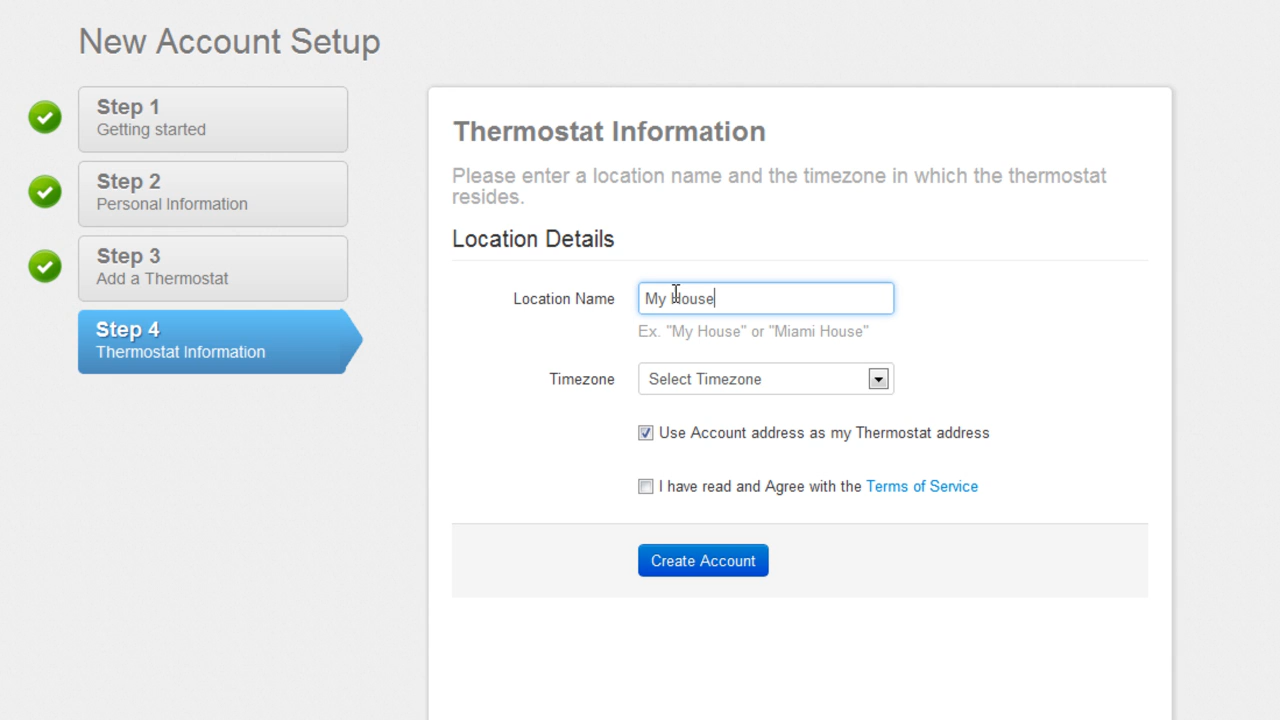 New Account Setup
Step 1
Getting started
Step 2
Personal Information
Step 3
Add a Thermostat
Step 4
Thermostat Information
Thermostat Information
Please enter a location name and the timezone in which the thermostat
resides.
Location Details
Location Name
My House
Ex. "My House" or "Miami House"
Timezone
Select Timezone
Use Account address as my Thermostat address
I have read and Agree with the Terms of Service
Create Account